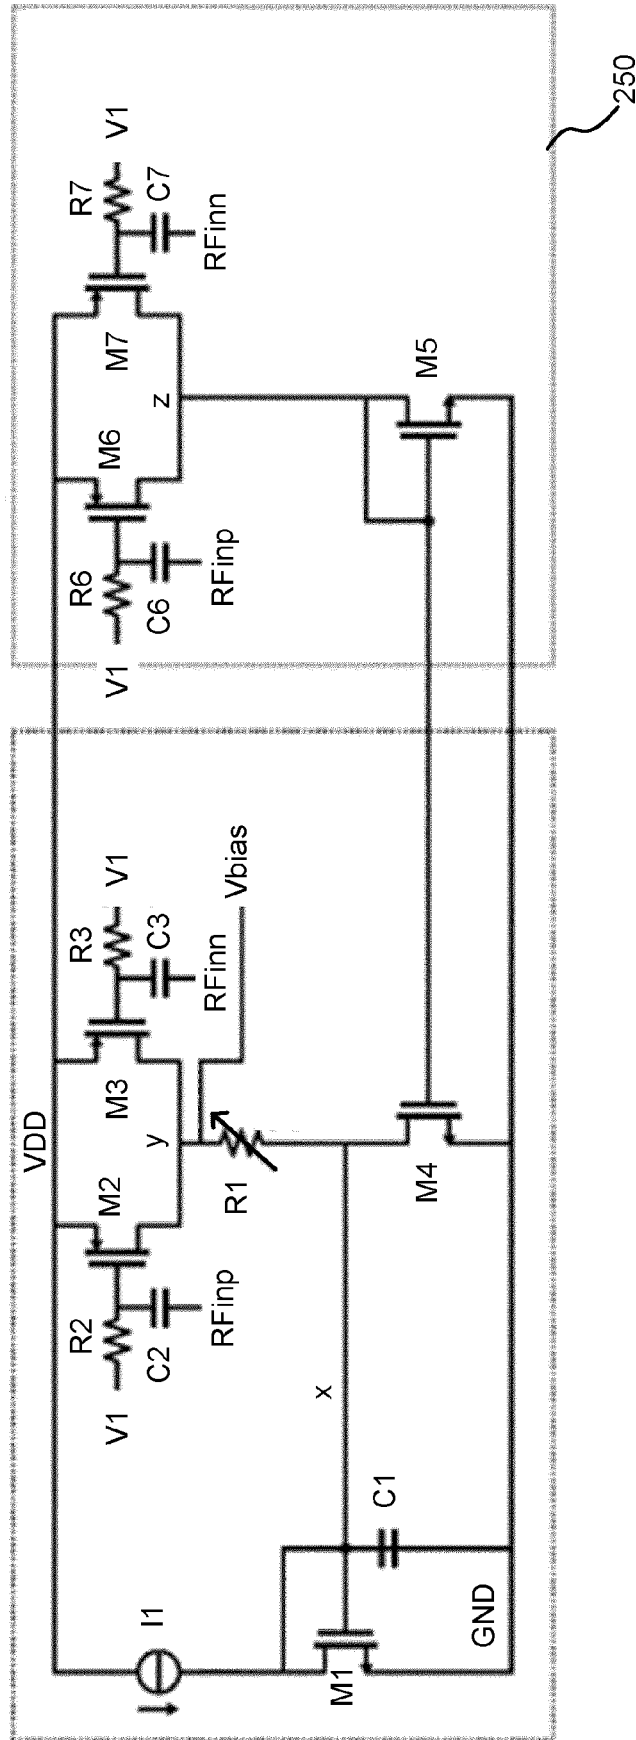 250
VDD
I1
M1
C1
GND
x
V1
R2
C2
RFinp
M2
M3
y
R3
V1
C3
RFinn
R1
Vbias
M4
V1
R6
C6
RFinp
M6
M7
z
R7
V1
C7
RFinn
M5